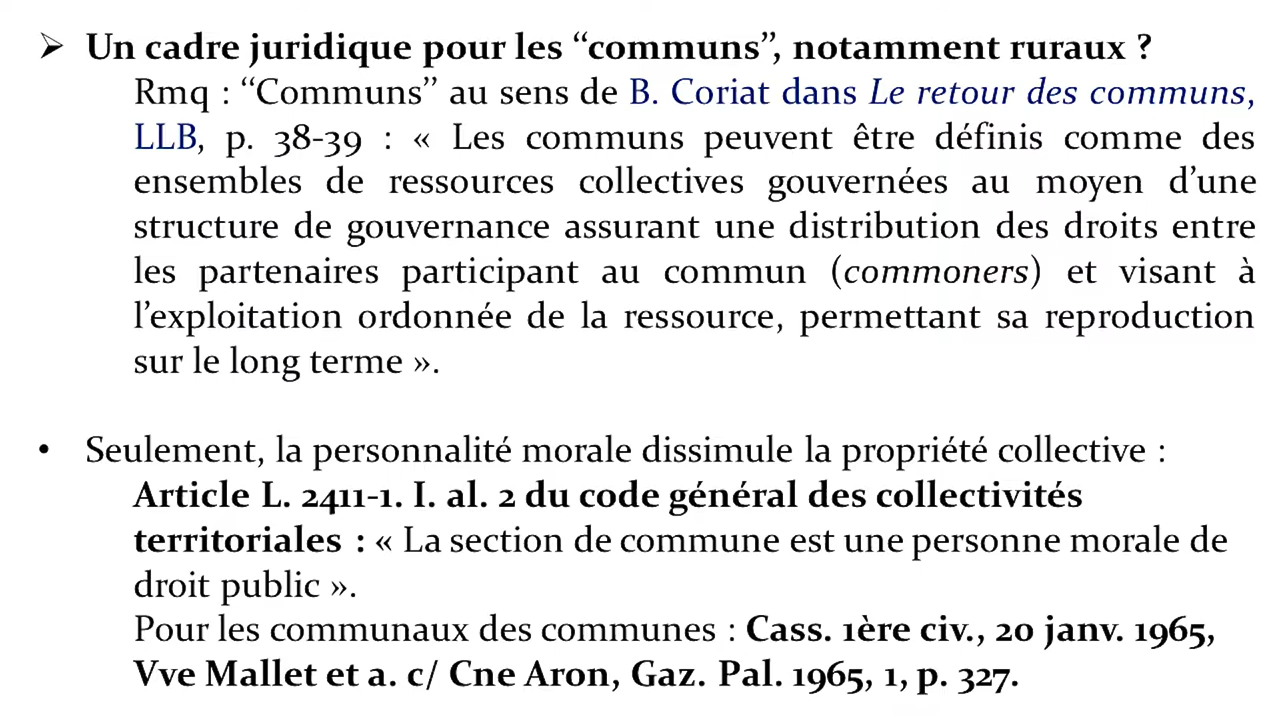 ➢ Un cadre juridique pour les “communs”, notamment ruraux ?
Rmq : “Communs” au sens de B. Coriat dans Le retour des communs,
LLB, p. 38-39 : « Les communs peuvent être définis comme des
ensembles de ressources collectives gouvernées au moyen d’une
structure de gouvernance assurant une distribution des droits entre
les partenaires participant au commun (commoners) et visant à
l’exploitation ordonnée de la ressource, permettant sa reproduction
sur le long terme ».
• Seulement, la personnalité morale dissimule la propriété collective :
Article L. 2411-1. I. al. 2 du code général des collectivités
territoriales : « La section de commune est une personne morale de
droit public ».
Pour les communaux des communes : Cass. 1ère civ., 20 janv. 1965,
Vve Mallet et a. c/ Cne Aron, Gaz. Pal. 1965, 1, p. 327.